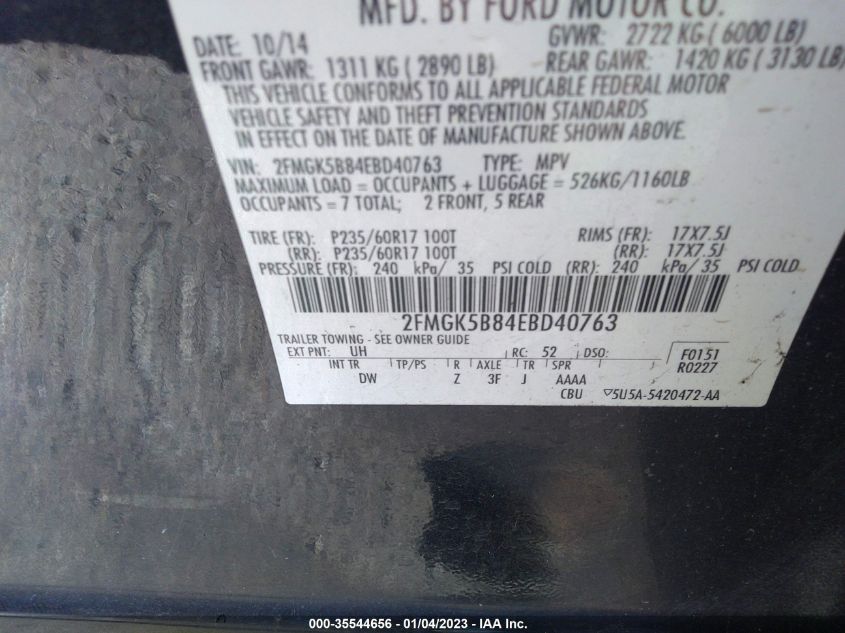 MFD. BY FORD MOTOR CO.
DATE: 10/14 GVWR: 2722 KG ( 6000 LB)
FRONT GAWR: 1311 KG ( 2890 LB) REAR GAWR: 1420 KG ( 3130 LB)
THIS VEHICLE CONFORMS TO ALL APPLICABLE FEDERAL MOTOR
VEHICLE SAFETY AND THEFT PREVENTION STANDARDS
IN EFFECT ON THE DATE OF MANUFACTURE SHOWN ABOVE.
VIN: 2FMGK5B84EBD40763 TYPE: MPV
MAXIMUM LOAD = OCCUPANTS + LUGGAGE = 526KG/1160LB
OCCUPANTS = 7 TOTAL; 2 FRONT, 5 REAR
TIRE (FR): P235/60R17 100T RIMS (FR): 17X7.5J
(RR): P235/60R17 100T (RR): 17X7.5J
PRESSURE (FR): 240 kPa/ 35 PSI COLD (RR): 240 kPa/ 35 PSI COLD
2FMGK5B84EBD40763
TRAILER TOWING - SEE OWNER GUIDE
EXT PNT: UH RC: 52 DSO: F0151
INT TR TP/PS R AXLE TR SPR R0227
DW Z 3F J AAAA
CBU ▽5U5A-5420472-AA
000-35544656 - 01/04/2023 - IAA Inc.